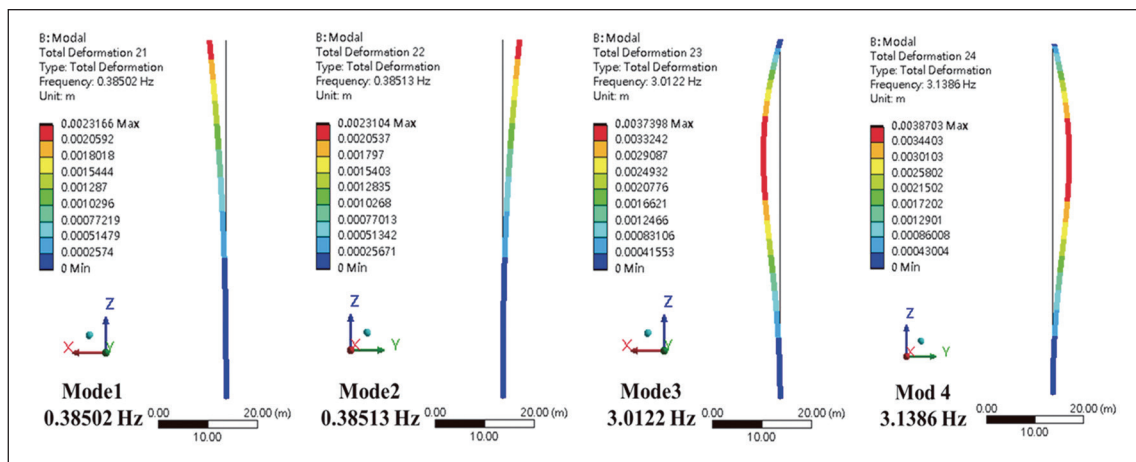 B: Modal
Total Deformation 21
Type: Total Deformation
Frequency: 0.38502 Hz
Unit: m
0.0023166 Max
0.0020592
0.0018018
0.0015444
0.001287
0.0010296
0.00077219
0.00051479
0.0002574
0 Min
Z
X
Y
Mode1
0.38502 Hz
0.00
20.00 (m)
10.00
B: Modal
Total Deformation 22
Type: Total Deformation
Frequency: 0.38513 Hz
Unit: m
0.0023104 Max
0.0020537
0.001797
0.0015403
0.0012835
0.0010268
0.00077013
0.00051342
0.00025671
0 Min
Z
X
Y
Mode2
0.38513 Hz
0.00
20.00 (m)
10.00
B: Modal
Total Deformation 23
Type: Total Deformation
Frequency: 3.0122 Hz
Unit: m
0.0037398 Max
0.0033242
0.0029087
0.0024932
0.0020776
0.0016621
0.0012466
0.00083106
0.00041553
0 Min
Z
X
Y
Mode3
3.0122 Hz
0.00
20.00 (m)
10.00
B: Modal
Total Deformation 24
Type: Total Deformation
Frequency: 3.1386 Hz
Unit: m
0.0038703 Max
0.0034403
0.0030103
0.0025802
0.0021502
0.0017202
0.0012901
0.00086008
0.00043004
0 Min
Z
X
Y
Mod 4
3.1386 Hz
0.00
20.00 (m)
10.00